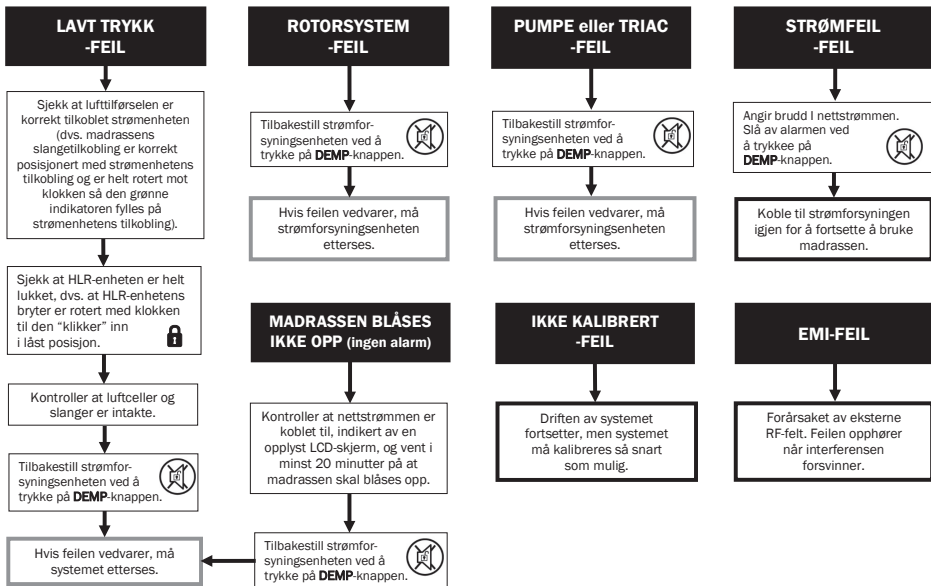 LAVT TRYKK
-FEIL
Sjekk at lufttilførselen er
korrekt tilkoblet strømenheten
(dvs. madrassens
slangetilkobling er korrekt
posisjonert med strømenhetens
tilkobling og er helt rotert mot
klokken så den grønne
indikatoren fylles på
strømenhetens tilkobling).
Sjekk at HLR-enheten er helt
lukket, dvs. at HLR-enhetens
bryter er rotert med klokken
til den “klikker” inn
i låst posisjon.
Kontroller at luftceller og
slanger er intakte.
Tilbakestill strømfor-
syningsenheten ved å
trykke på DEMP-knappen.
Hvis feilen vedvarer, må
systemet etterses.
ROTORSYSTEM
-FEIL
Tilbakestill strømfor-
syningsenheten ved å
trykke på DEMP-knappen.
Hvis feilen vedvarer, må
strømforsyningsenheten
etterses.
MADRASSEN BLÅSES
IKKE OPP (ingen alarm)
Kontroller at nettstrømmen er
koblet til, indikert av en
opplyst LCD-skjerm, og vent i
minst 20 minutter på at
madrassen skal blåses opp.
Tilbakestill strømfor-
syningsenheten ved å
trykke på DEMP-knappen.
PUMPE eller TRIAC
-FEIL
Tilbakestill strømfor-
syningsenheten ved å
trykke på DEMP-knappen.
Hvis feilen vedvarer, må
strømforsyningsenheten
etterses.
IKKE KALIBRERT
-FEIL
Driften av systemet
fortsetter, men systemet
må kalibreres så snart
som mulig.
STRØMFEIL
-FEIL
Angir brudd I nettstrømmen.
Slå av alarmen ved
å trykkee på
DEMP-knappen.
Koble til strømforsyningen
igjen for å fortsette å bruke
madrassen.
EMI-FEIL
Forårsaket av eksterne
RF-felt. Feilen opphører
når interferensen
forsvinner.